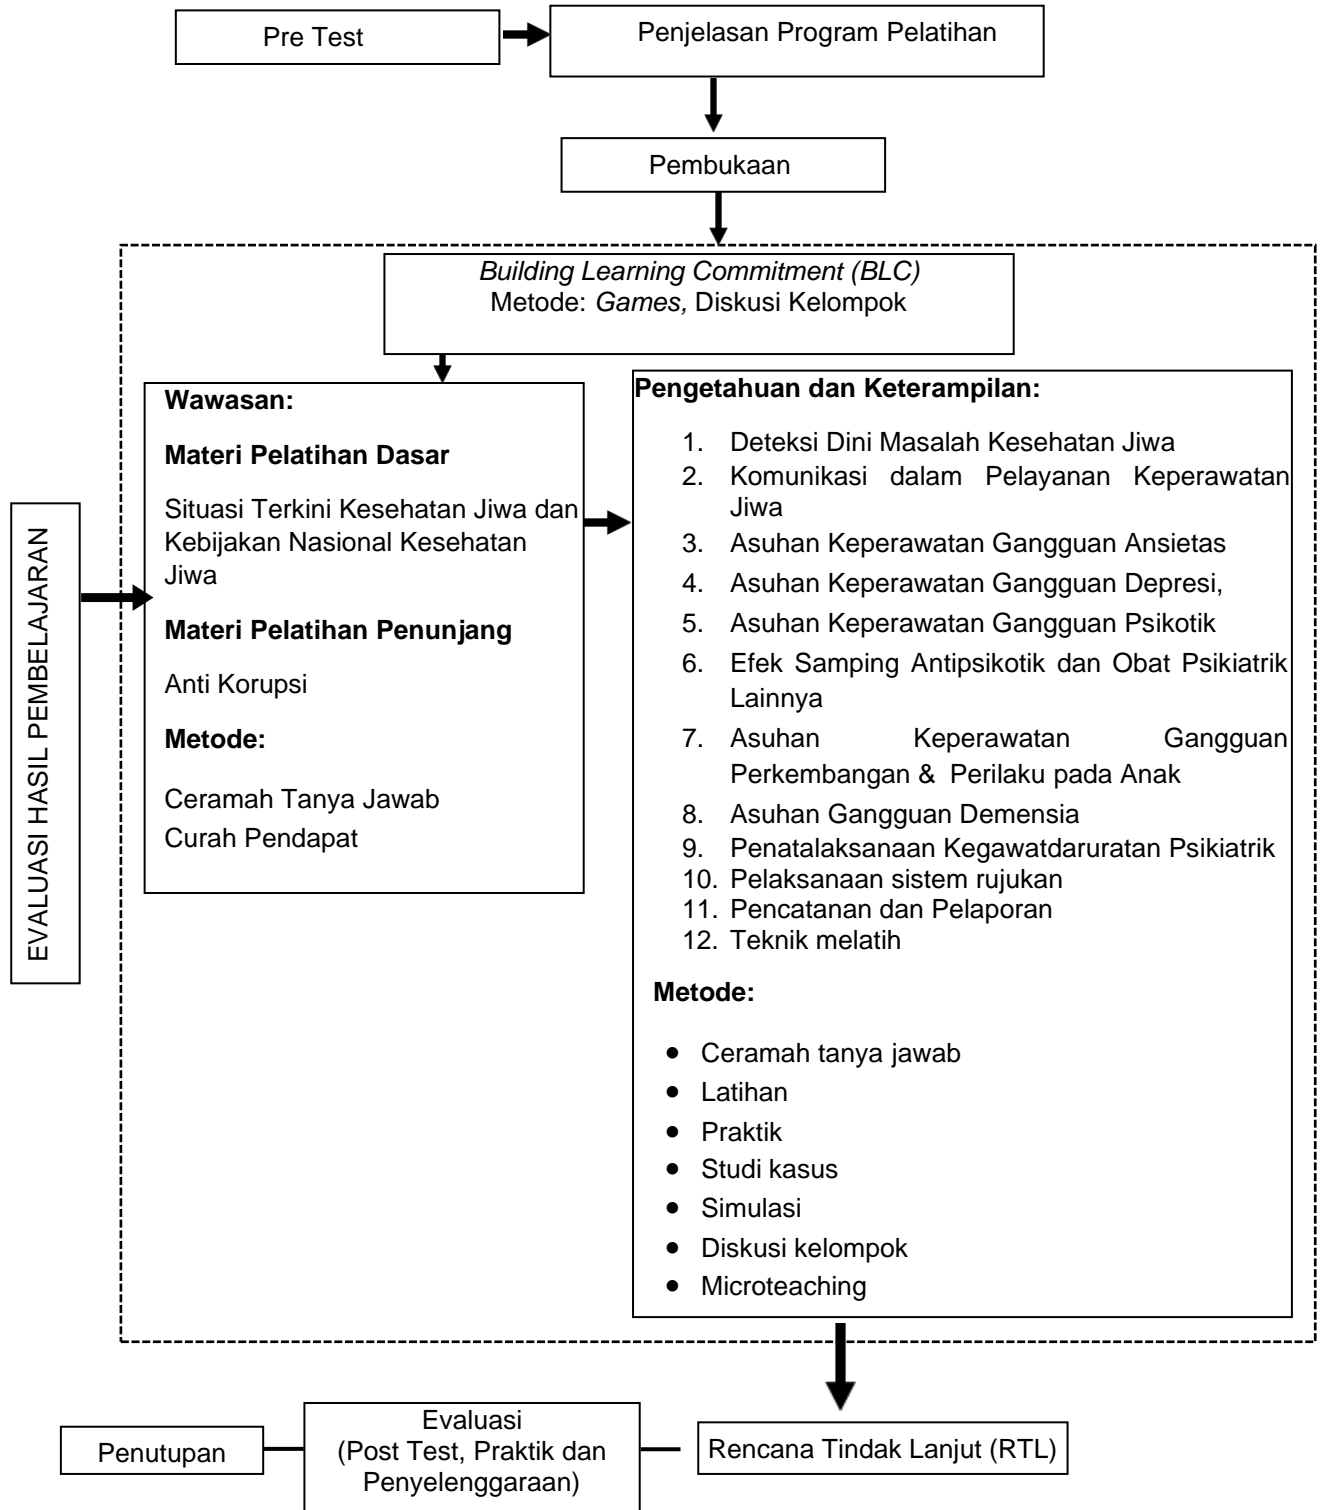 Pre Test
Penjelasan Program Pelatihan
Pembukaan
Building Learning Commitment (BLC)
Metode: Games, Diskusi Kelompok
EVALUASI HASIL PEMBELAJARAN
Wawasan:
Materi Pelatihan Dasar
Situasi Terkini Kesehatan Jiwa dan
Kebijakan Nasional Kesehatan
Jiwa
Materi Pelatihan Penunjang
Anti Korupsi
Metode:
Ceramah Tanya Jawab
Curah Pendapat
Pengetahuan dan Keterampilan:
1. Deteksi Dini Masalah Kesehatan Jiwa
2. Komunikasi dalam Pelayanan Keperawatan
Jiwa
3. Asuhan Keperawatan Gangguan Ansietas
4. Asuhan Keperawatan Gangguan Depresi,
5. Asuhan Keperawatan Gangguan Psikotik
6. Efek Samping Antipsikotik dan Obat Psikiatrik
Lainnya
7. Asuhan Keperawatan Gangguan
Perkembangan & Perilaku pada Anak
8. Asuhan Gangguan Demensia
9. Penatalaksanaan Kegawatdaruratan Psikiatrik
10. Pelaksanaan sistem rujukan
11. Pencatanan dan Pelaporan
12. Teknik melatih
Metode:
• Ceramah tanya jawab
• Latihan
• Praktik
• Studi kasus
• Simulasi
• Diskusi kelompok
• Microteaching
Rencana Tindak Lanjut (RTL)
Evaluasi
(Post Test, Praktik dan
Penyelenggaraan)
Penutupan